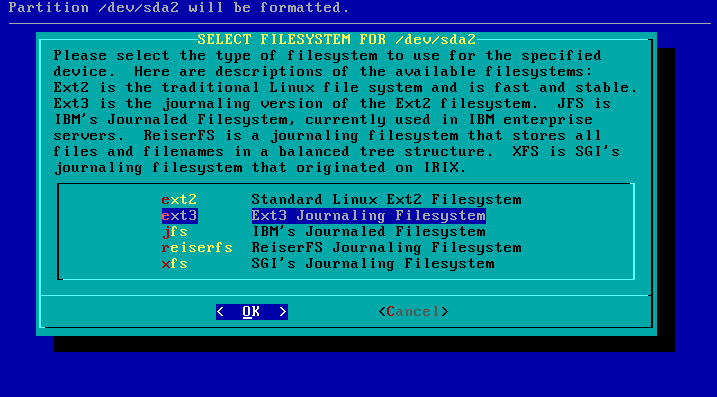 Partition /dev/sda2 will be formatted.
SELECT FILESYSTEM FOR /dev/sda2
Please select the type of filesystem to use for the specified
device.  Here are descriptions of the available filesystems:
Ext2 is the traditional Linux file system and is fast and stable.
Ext3 is the journaling version of the Ext2 filesystem.  JFS is
IBM's Journaled Filesystem, currently used in IBM enterprise
servers.  ReiserFS is a journaling filesystem that stores all
files and filenames in a balanced tree structure.  XFS is SGI's
journaling filesystem that originated on IRIX.
ext2 Standard Linux Ext2 Filesystem
ext3 Ext3 Journaling Filesystem
jfs IBM's Journaled Filesystem
reiserfs ReiserFS Journaling Filesystem
xfs SGI's Journaling Filesystem
<  OK  > <Cancel>